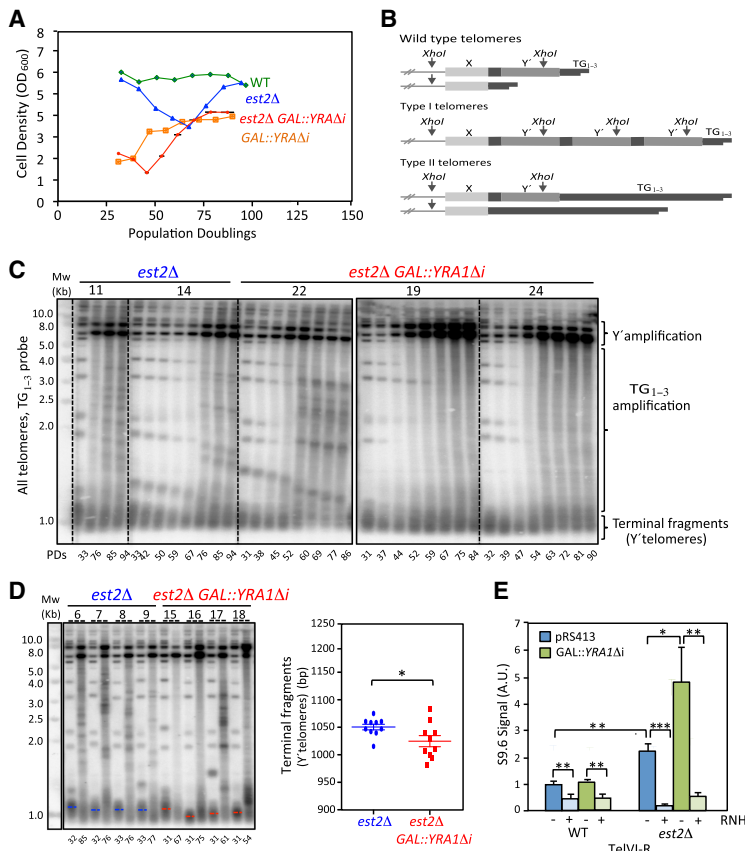 A
Cell Density (OD600)
8
7
6
5
4
3
2
1
0
0 25 50 75 100 125 150
Population Doublings
WT
est2Δ
est2Δ GAL::YRAΔi
GAL::YRAΔi
B
Wild type telomeres
XhoI X Y´ XhoI TG1–3
Type I telomeres
XhoI X Y´ XhoI Y´ XhoI Y´ XhoI TG1–3
Type II telomeres
XhoI X Y´ XhoI TG1–3
C
est2Δ est2Δ GAL::YRA1Δi
Mw
(Kb)
11 14 22 19 24
10.0
8.0
5.0
4.0
3.0
2.0
1.0
All telomeres, TG1–3 probe
Y´amplification
TG1–3
amplification
Terminal fragments
(Y´telomeres)
PDs
33 76 85 94 33 42 50 59 67 76 85 94 31 38 45 52 60 69 77 86 31 37 44 52 59 67 75 84 32 39 47 54 63 72 81 90
D
est2Δ est2Δ GAL::YRA1Δi
Mw
(Kb)
6 7 8 9 15 16 17 18
10.0
8.0
5.0
4.0
3.0
2.5
2.0
1.0
32 85 32 76 33 76 33 77 31 67 31 75 31 61 31 54
Terminal fragments
(Y´telomeres) (bp)
1250
1200
1150
1100
1050
1000
950
900
*
est2Δ
est2Δ
GAL::YRA1Δi
E
S9.6 Signal (A.U.)
7
6
5
4
3
2
1
0
pRS413
GAL::YRA1Δi
* **
** ***
** **
- + - + - + - + RNH
WT est2Δ
TelVI-R